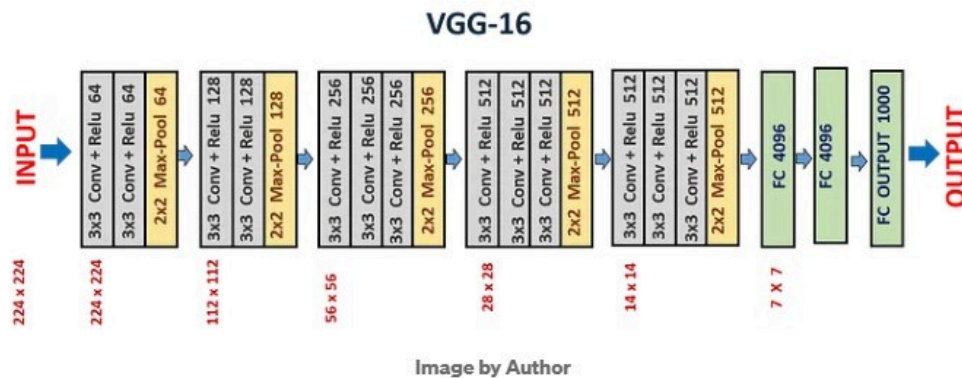 VGG-16
INPUT
3x3 Conv + Relu 64
3x3 Conv + Relu 64
2x2 Max-Pool 64
3x3 Conv + Relu 128
3x3 Conv + Relu 128
2x2 Max-Pool 128
3x3 Conv + Relu 256
3x3 Conv + Relu 256
3x3 Conv + Relu 256
2x2 Max-Pool 256
3x3 Conv + Relu 512
3x3 Conv + Relu 512
3x3 Conv + Relu 512
2x2 Max-Pool 512
3x3 Conv + Relu 512
3x3 Conv + Relu 512
3x3 Conv + Relu 512
2x2 Max-Pool 512
FC 4096
FC 4096
FC OUTPUT 1000
OUTPUT
224 x 224
224 x 224
112 x 112
56 x 56
28 x 28
14 x 14
7 X 7
Image by Author